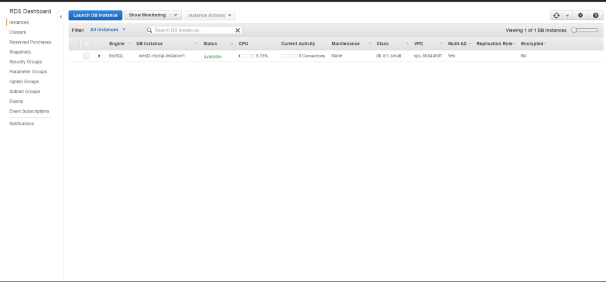 RDS Dashboard
Instances
Clusters
Reserved Purchases
Snapshots
Security Groups
Parameter Groups
Option Groups
Subnet Groups
Events
Event Subscriptions
Notifications
Launch DB Instance Show Monitoring Instance Actions
Filter: All Instances Search DB Instances... X Viewing 1 of 1 DB Instances
Engine DB Instance Status CPU Current Activity Maintenance Class VPC Multi-AZ Replication Role Encrypted
MySQL available 0 Connections None db.m1.small Yes No